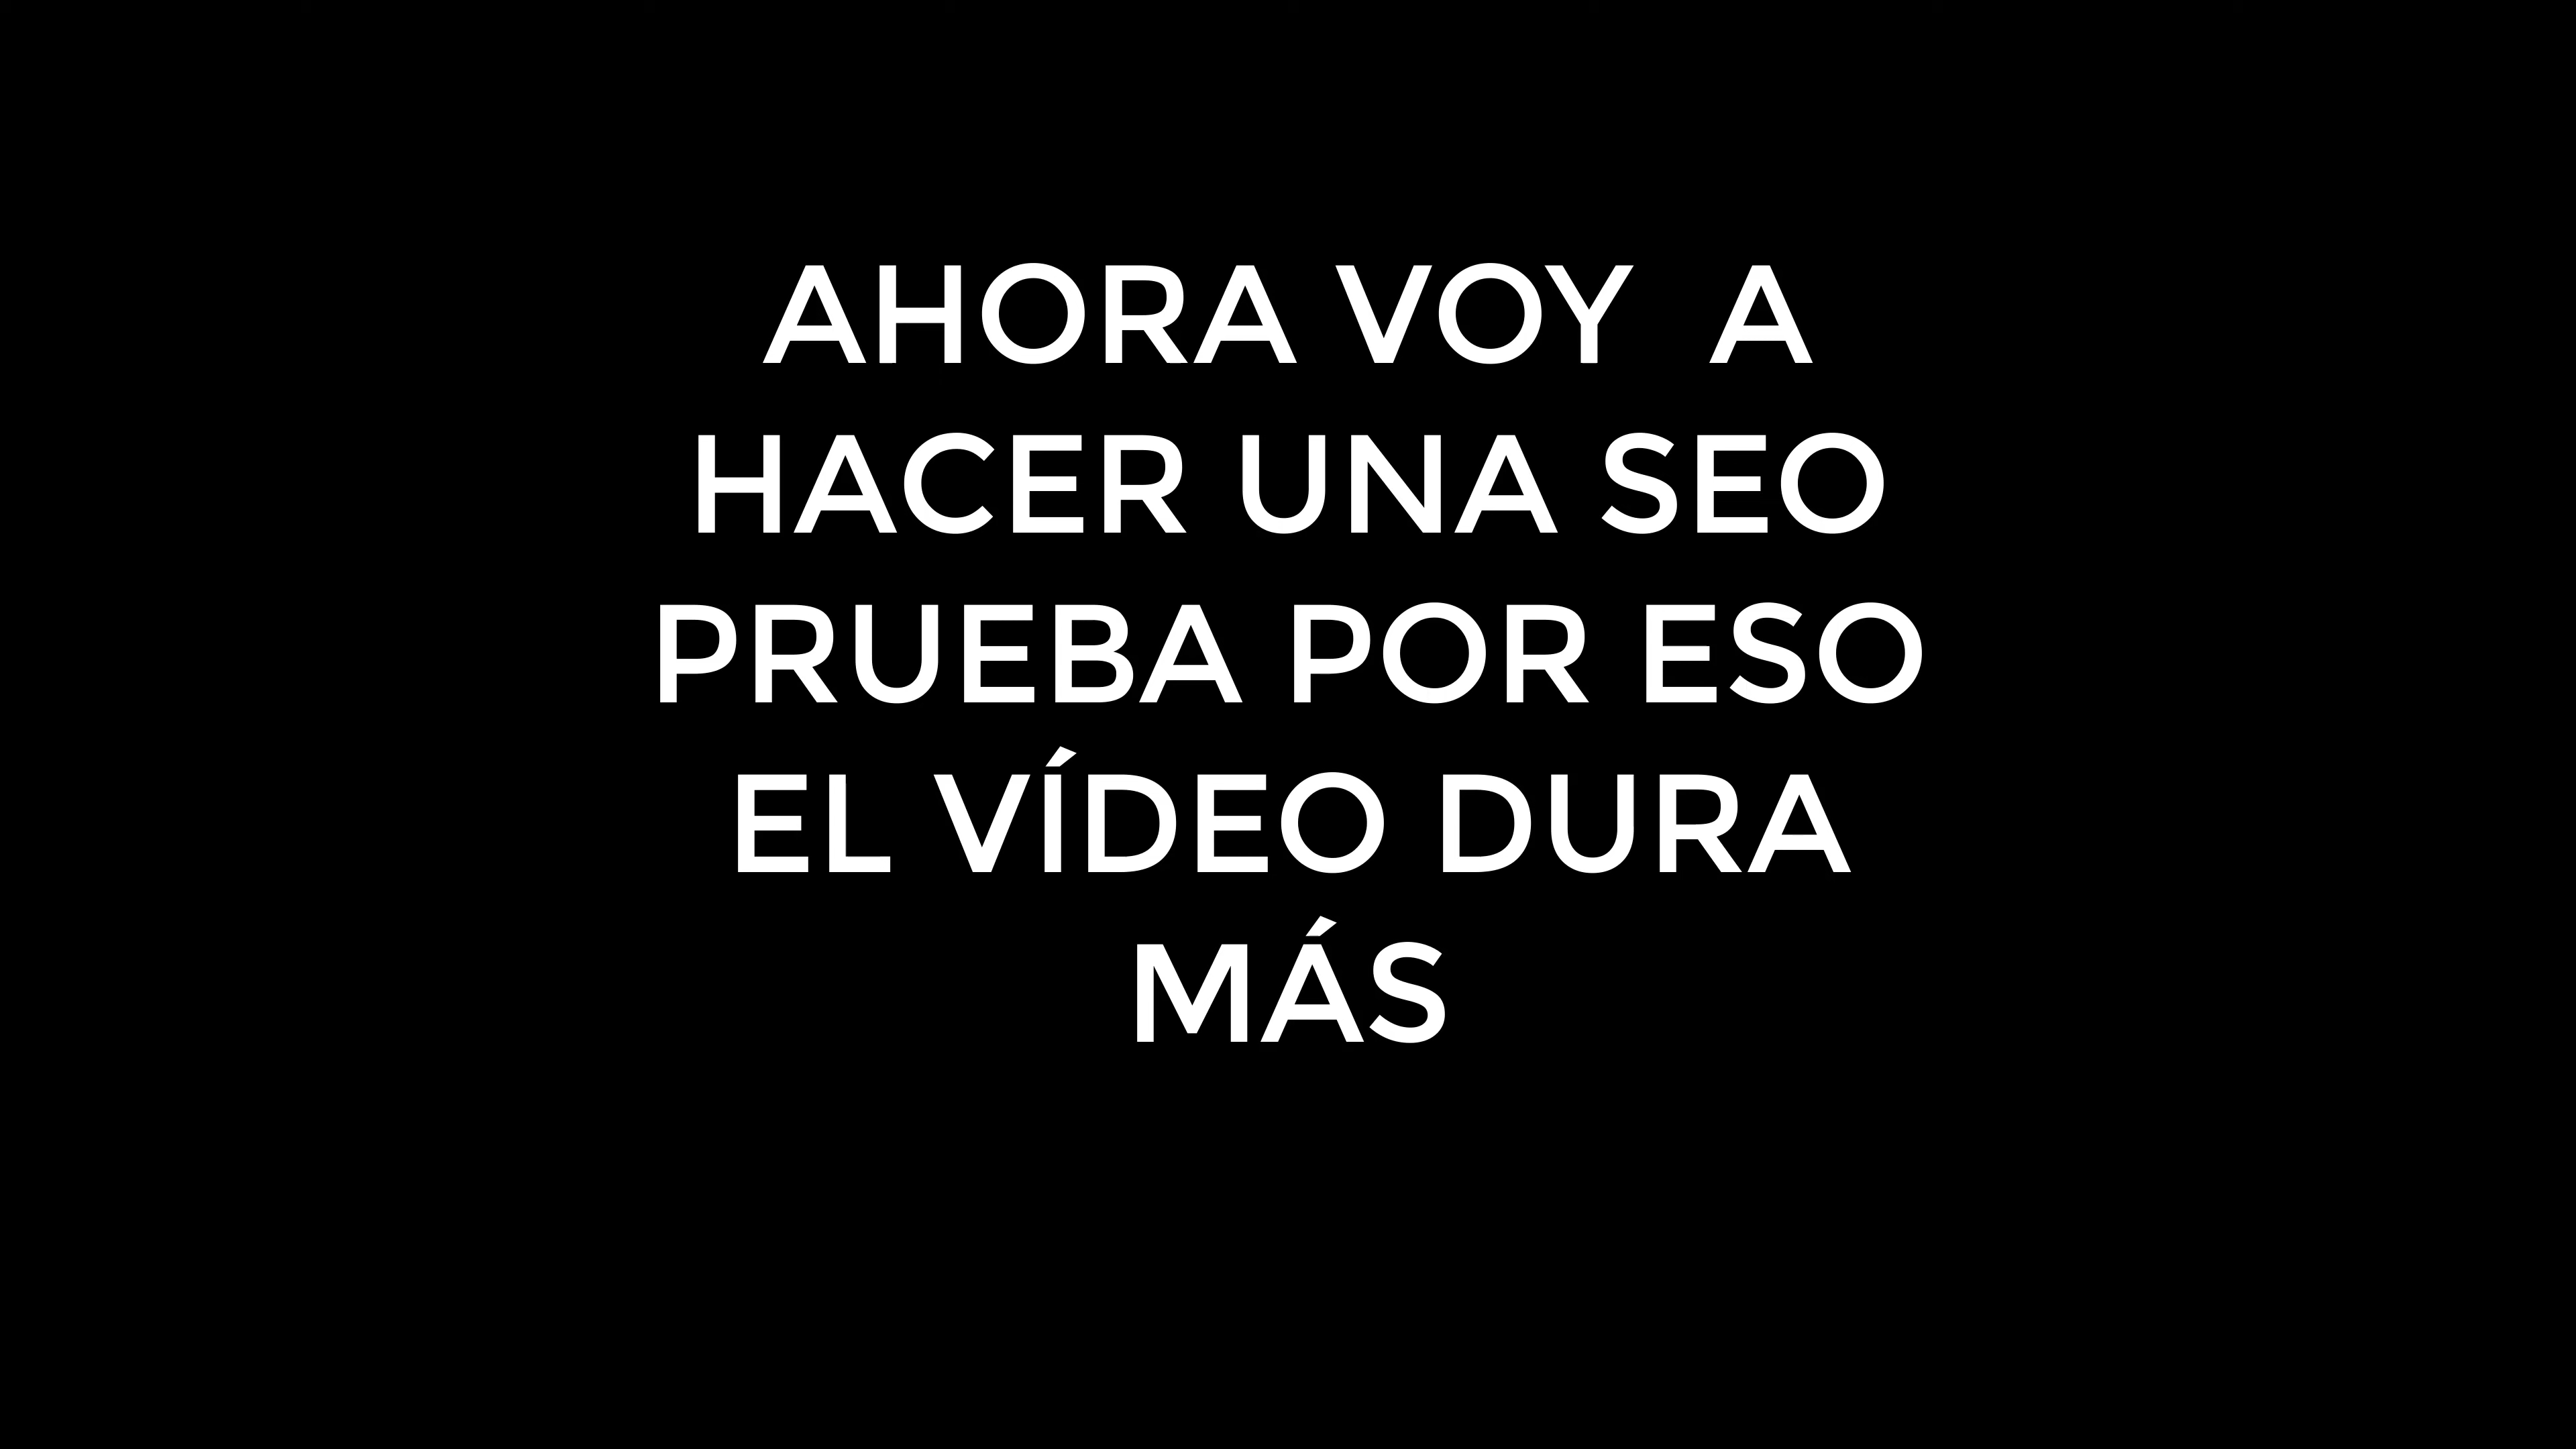 AHORA VOY  A
HACER UNA SEO
PRUEBA POR ESO
EL VÍDEO DURA
MÁS